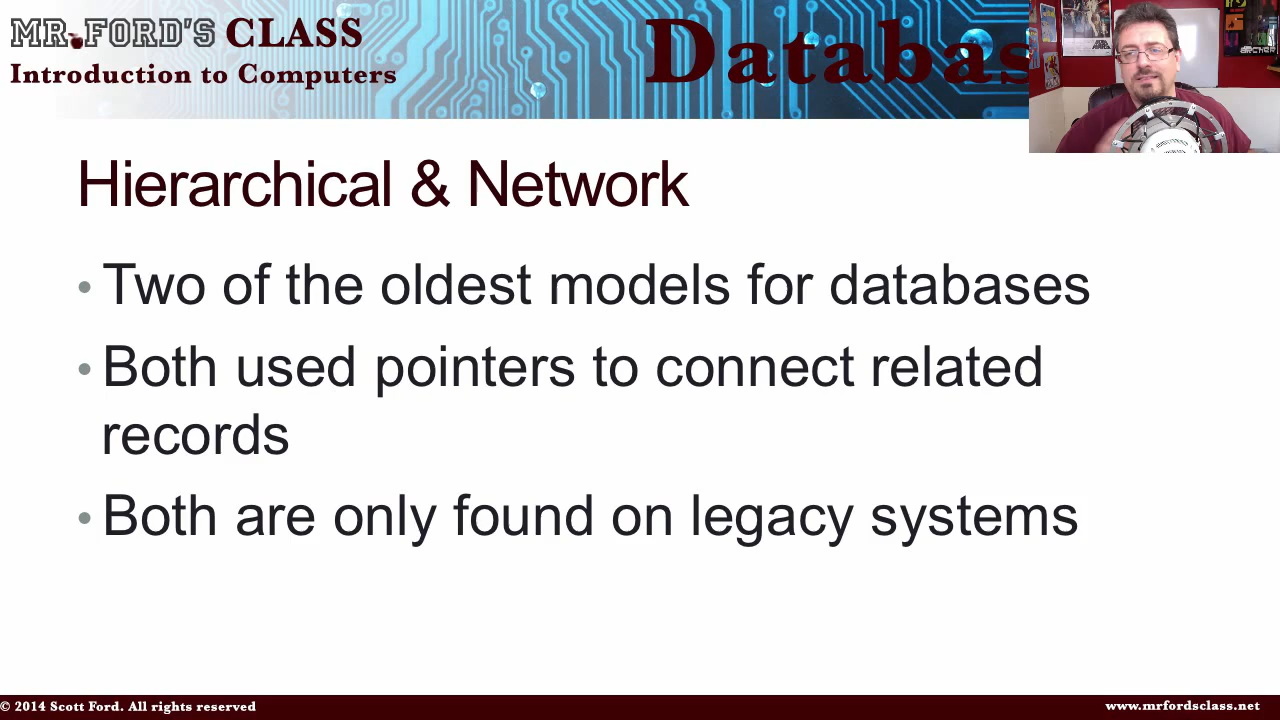 MR. FORD'S CLASS
Introduction to Computers
Databas
Hierarchical & Network
• Two of the oldest models for databases
• Both used pointers to connect related
records
• Both are only found on legacy systems
© 2014 Scott Ford. All rights reserved
www.mrfordsclass.net